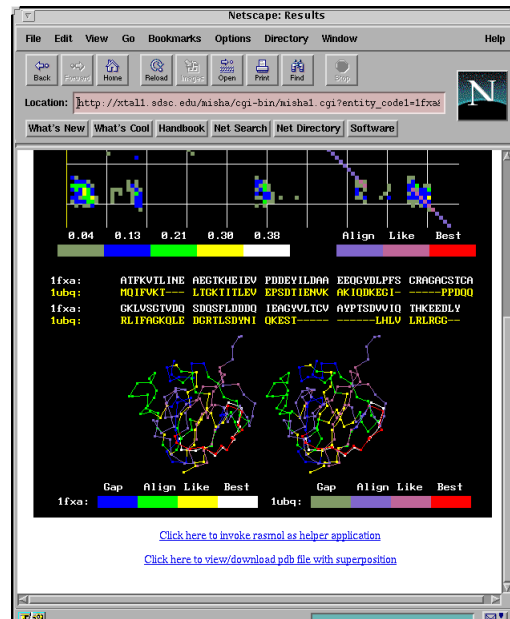 Netscape: Results
File Edit View Go Bookmarks Options Directory Window Help
Back Forward Home Reload Images Open Print Find Stop
Location: http://xtal1.sdsc.edu/misha/cgi-bin/misha1.cgi?entity_code1=1fxa&
N
What's New What's Cool Handbook Net Search Net Directory Software
0.04 0.13 0.21 0.30 0.38 Align Like Best
1fxa: ATFKVTLINE AEGTKHEIEV PDDEYILDAA EEQGYDLPFS CRAGACSTCA
1ubq: MQIFVKT--- LTGKTITLEV EPSDTIENVK AKIQDKEGI- ----PPDQQ
1fxa: GKLVSGTVDQ SDQSFLDDDQ IEAGYVLTCV AYPTSDVVIQ THKEEDLY
1ubq: RLIFAGKQLE DGRTLSDYNI QKEST----- -----LHLV LRLRGG--
Gap Align Like Best Gap Align Like Best
1fxa: 1ubq:
Click here to invoke rasmol as helper application
Click here to view/download pdb file with superposition